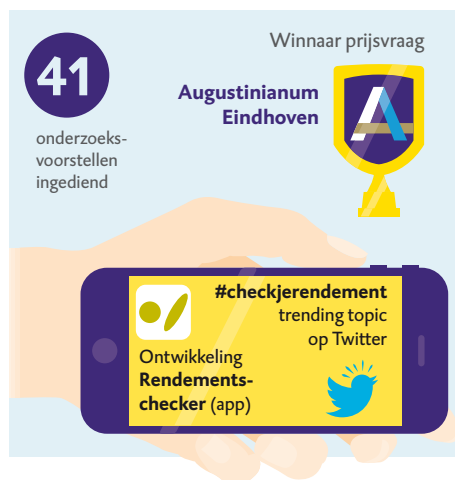 41
onderzoeks-
voorstellen
ingediend
Winnaar prijsvraag
Augustinianum
Eindhoven
A
#checkjerendement
trending topic
op Twitter
Ontwikkeling
Rendements-
checker (app)